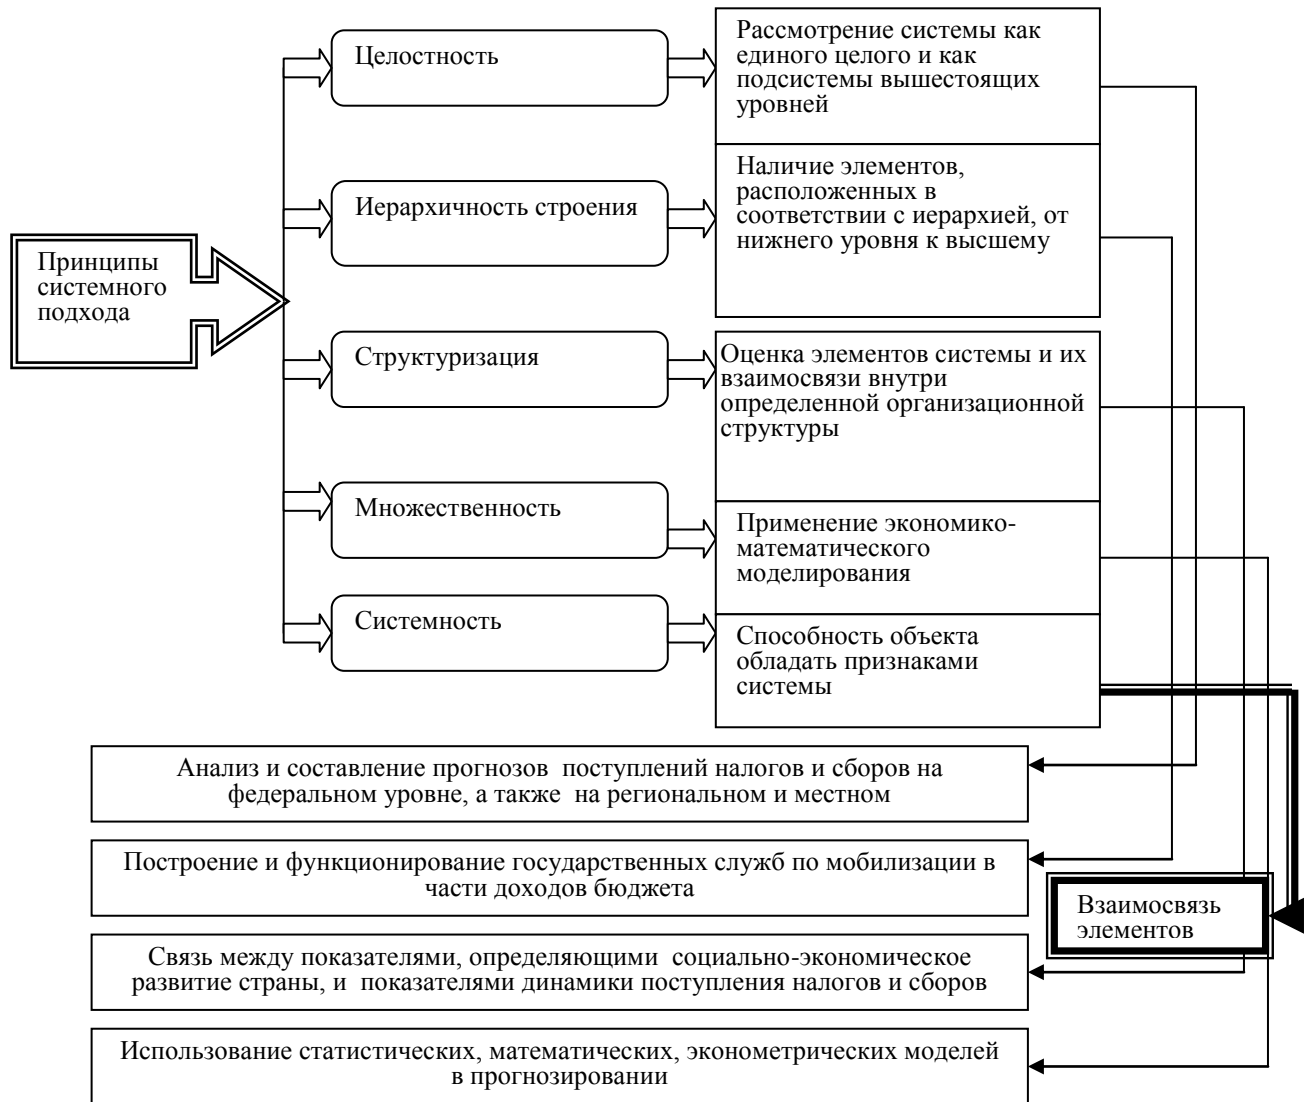 Принципы
системного
подхода
Целостность
Рассмотрение системы как
единого целого и как
подсистемы вышестоящих
уровней
Иерархичность строения
Наличие элементов,
расположенных в
соответствии с иерархией, от
нижнего уровня к высшему
Структуризация
Оценка элементов системы и их
взаимосвязи внутри
определенной организационной
структуры
Множественность
Применение экономико-
математического
моделирования
Системность
Способность объекта
обладать признаками
системы
Анализ и составление прогнозов поступлений налогов и сборов на
федеральном уровне, а также на региональном и местном
Построение и функционирование государственных служб по мобилизации в
части доходов бюджета
Взаимосвязь
элементов
Связь между показателями, определяющими социально-экономическое
развитие страны, и показателями динамики поступления налогов и сборов
Использование статистических, математических, эконометрических моделей
в прогнозировании